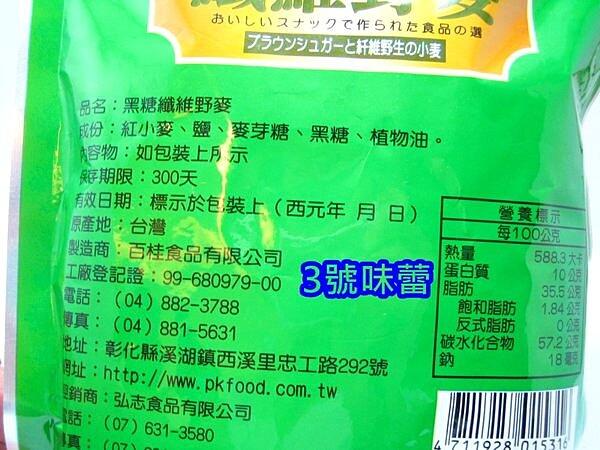 纖維野麥
おいしいスナックで作られた食品の選
ブラウンシュガーと纤維野生の小麦
品名：黑糖纖維野麥
成份：紅小麥、鹽、麥芽糖、黑糖、植物油。
內容物：如包裝上所示
保存期限：300天
有效日期：標示於包裝上（西元年 月 日）
原產地：台灣
製造商：百桂食品有限公司
工廠登記證：99-680979-00
電話：（04）882-3788
傳真：（04）881-5631
地址：彰化縣溪湖鎮西溪里忠工路292號
網址：http://www.pkfood.com.tw
經銷商：弘志食品有限公司
電話：（07）631-3580
傳真：（07）
3號味蕾
營養標示
每100公克
熱量 588.3大卡
蛋白質 10公克
脂肪 35.5公克
飽和脂肪 1.84公克
反式脂肪 0公克
碳水化合物 57.2公克
鈉 18毫克
4 711928 015316